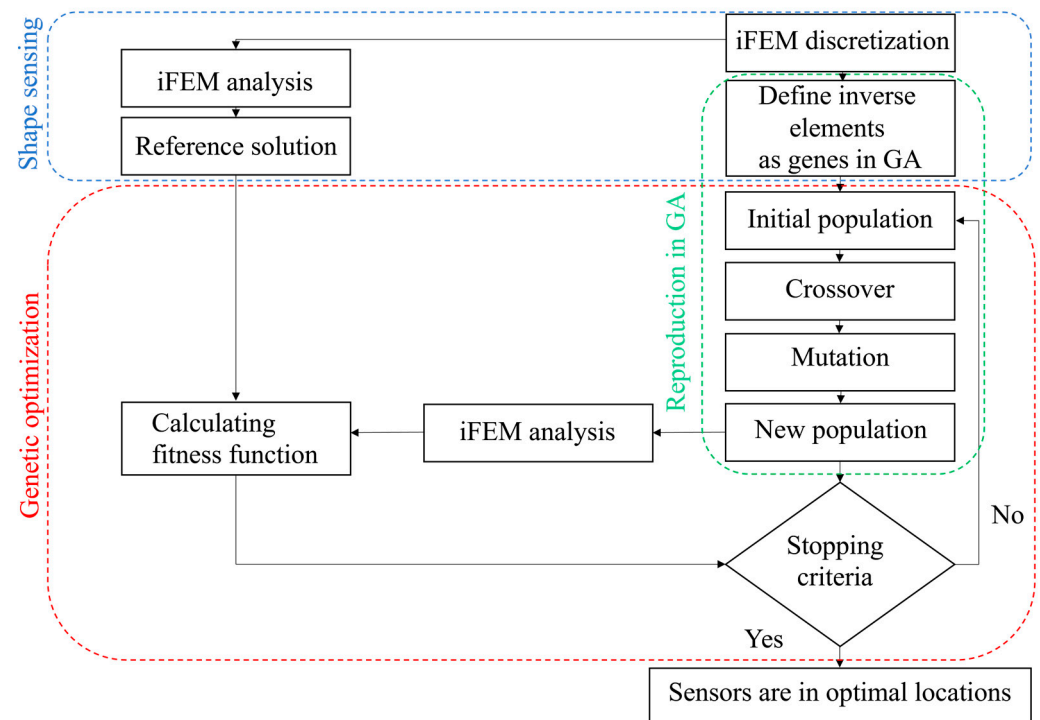 Shape sensing
iFEM discretization
iFEM analysis
Define inverse
elements
as genes in GA
Reference solution
Genetic optimization
Reproduction in GA
Initial population
Crossover
Mutation
New population
iFEM analysis
Calculating
fitness function
No
Stopping
criteria
Yes
Sensors are in optimal locations